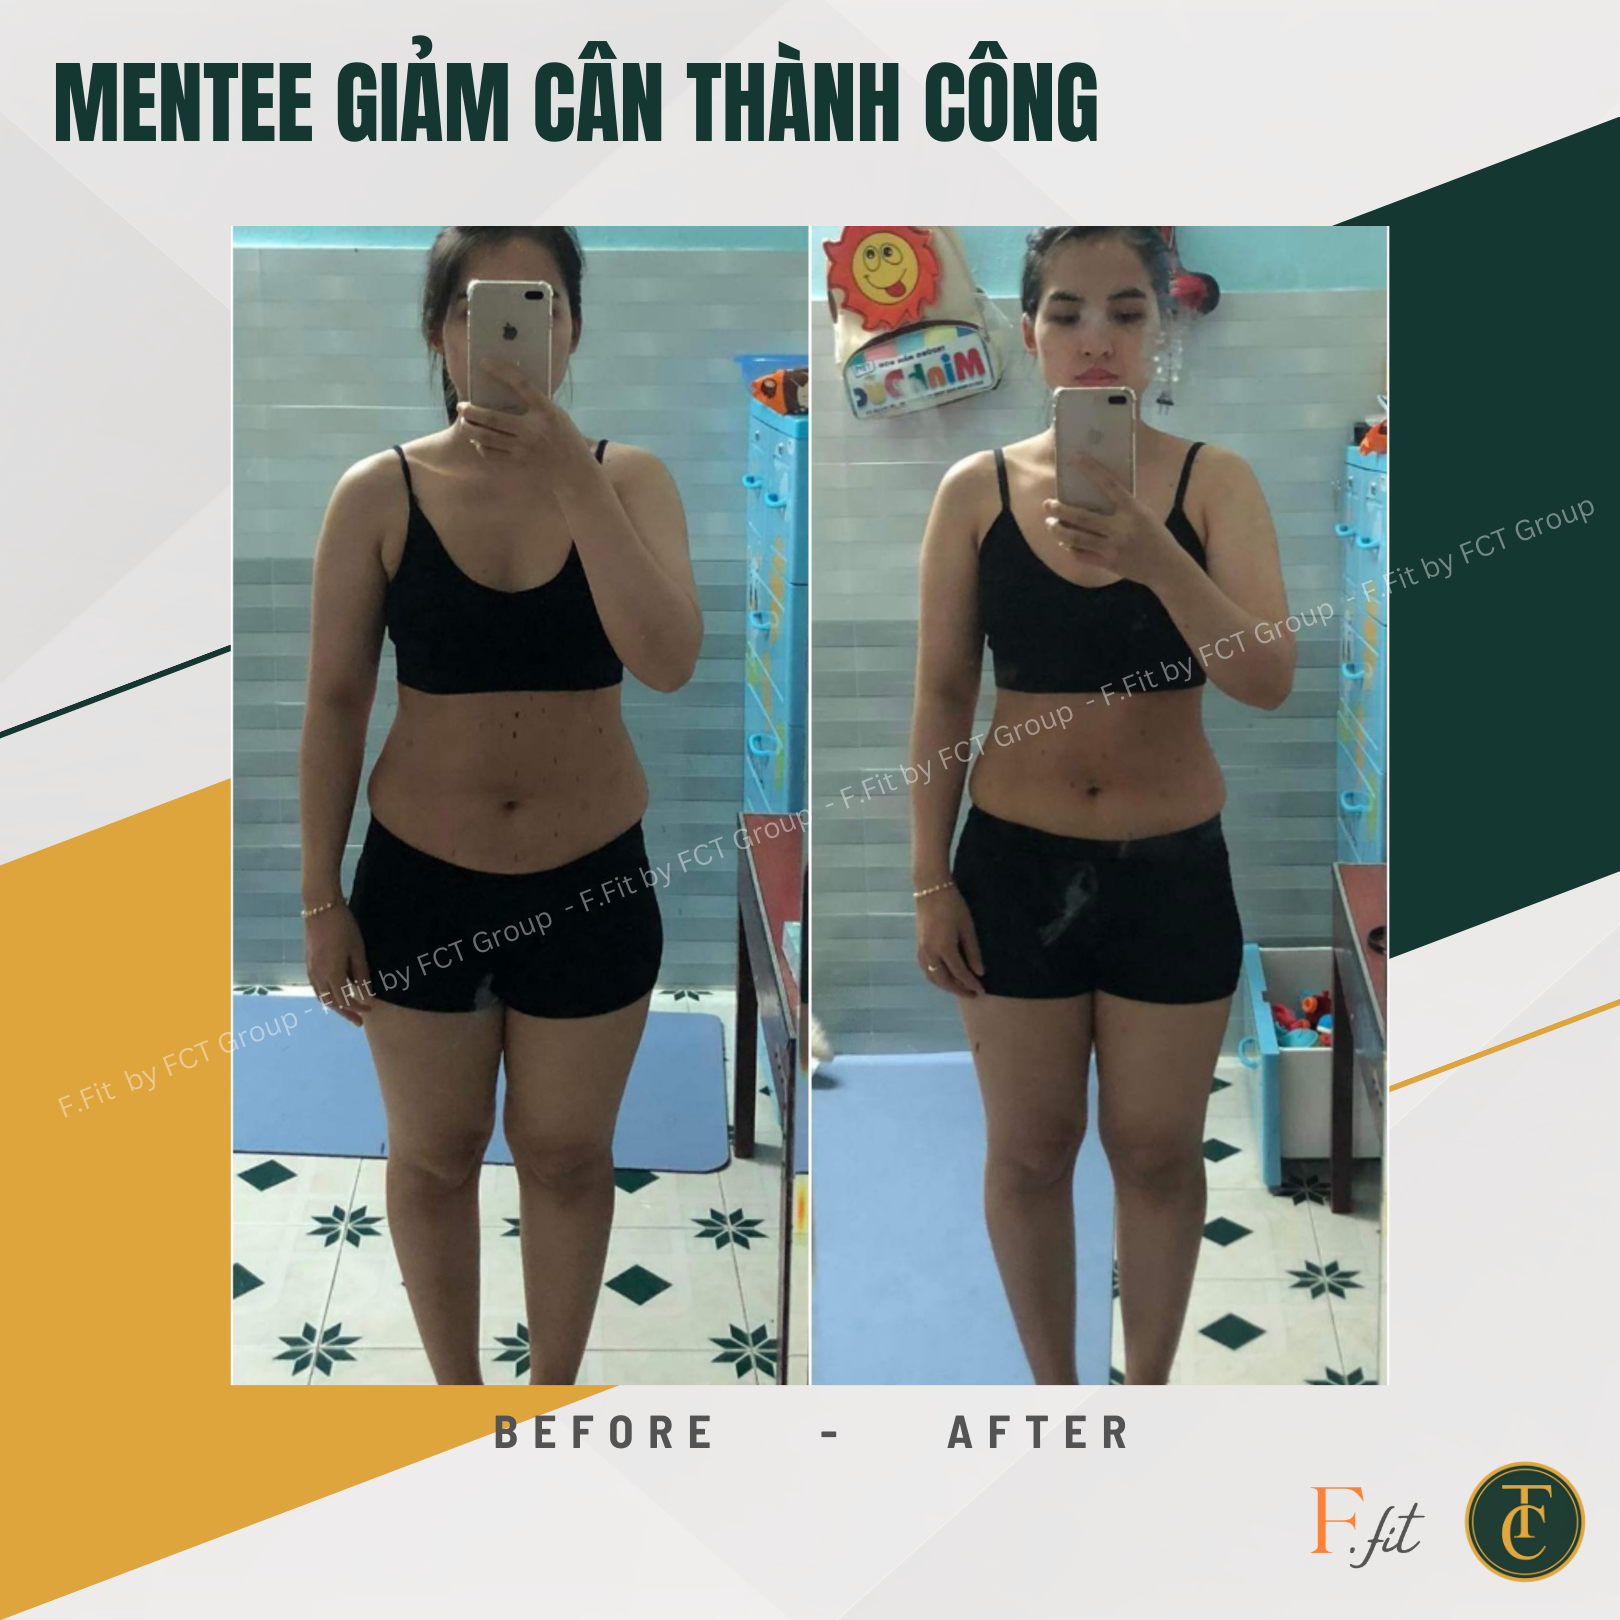 MENTEE GIẢM CÂN THÀNH CÔNG
F.Fit by FCT Group - F.Fit by FCT Group - F.Fit by FCT Group - F.Fit by FCT Group - F.Fit by FCT Group - F.Fit by FCT Group
BEFORE - AFTER
F.fit